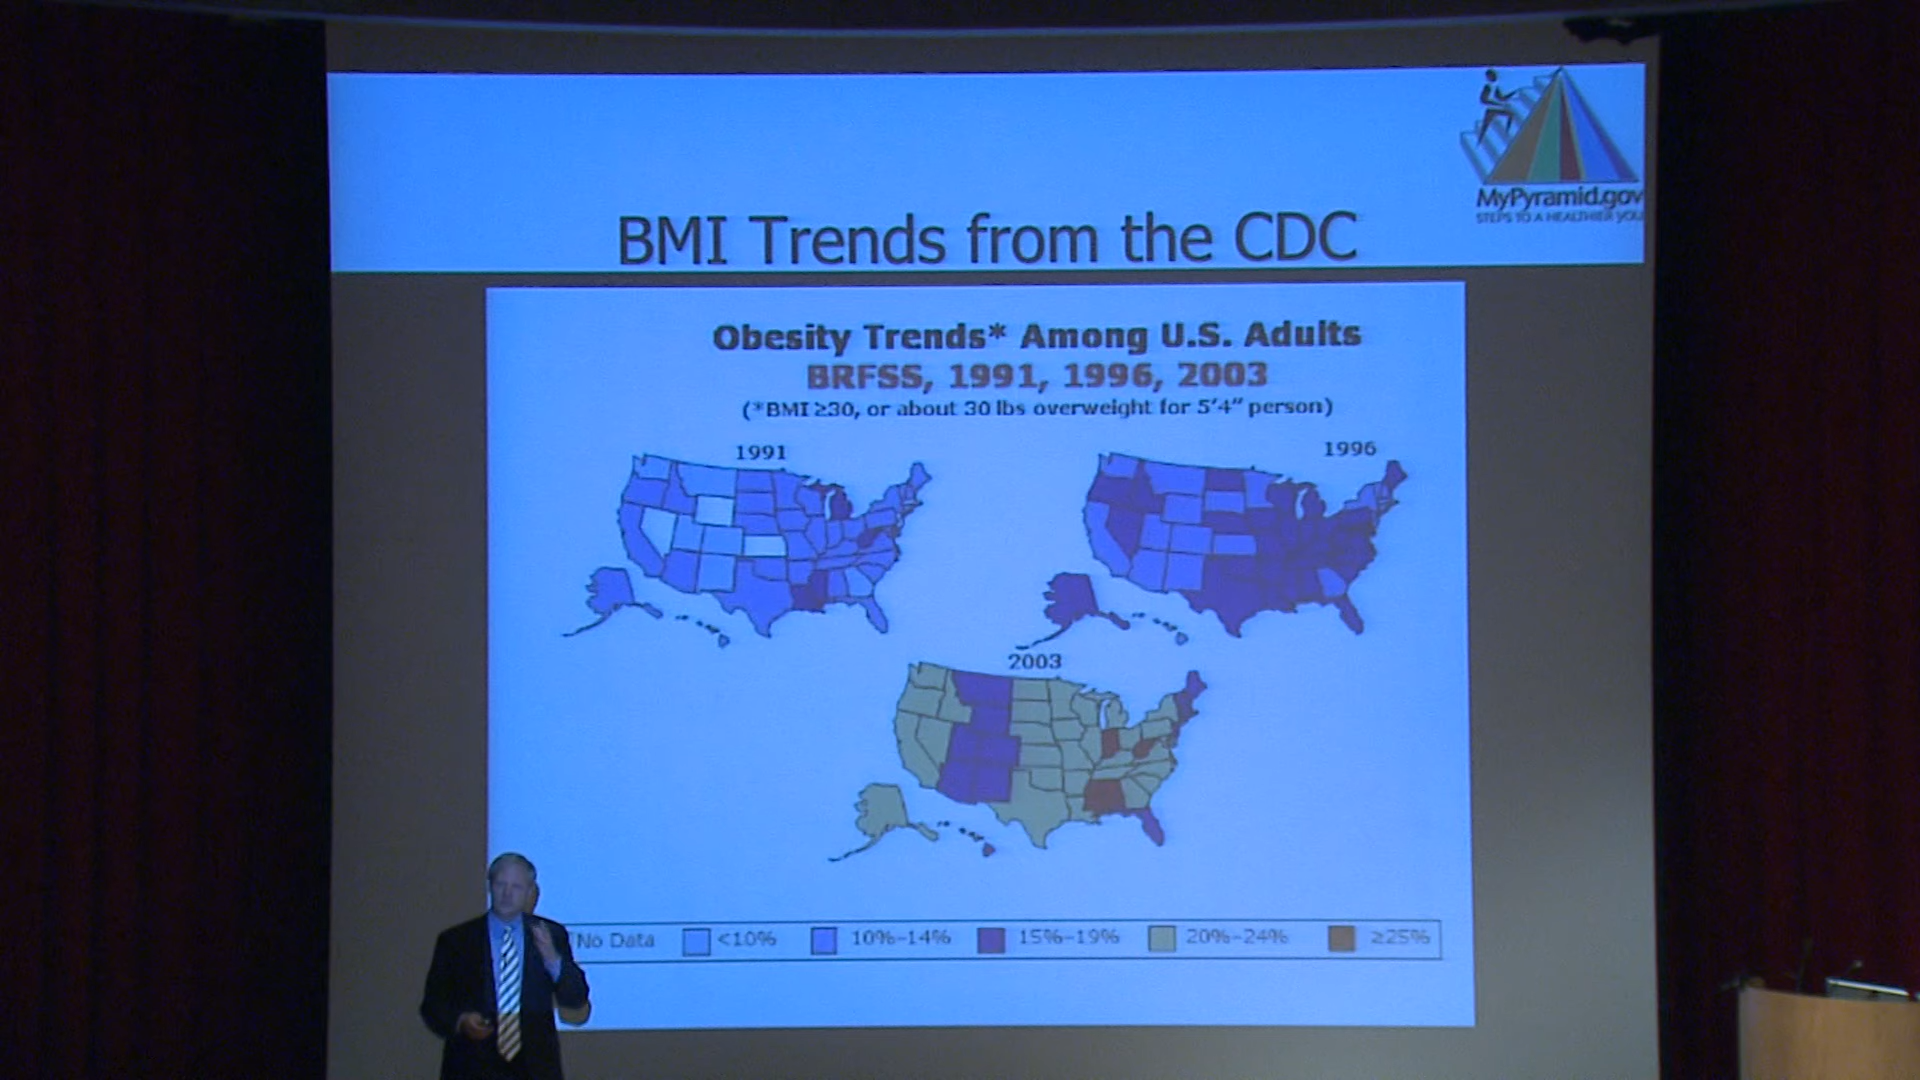 MyPyramid.gov
STEPS TO A HEALTHIER YOU
BMI Trends from the CDC
Obesity Trends* Among U.S. Adults
BRFSS, 1991, 1996, 2003
(*BMI ≥30, or about 30 lbs overweight for 5'4" person)
1991
1996
2003
No Data <10% 10%-14% 15%-19% 20%-24% ≥25%